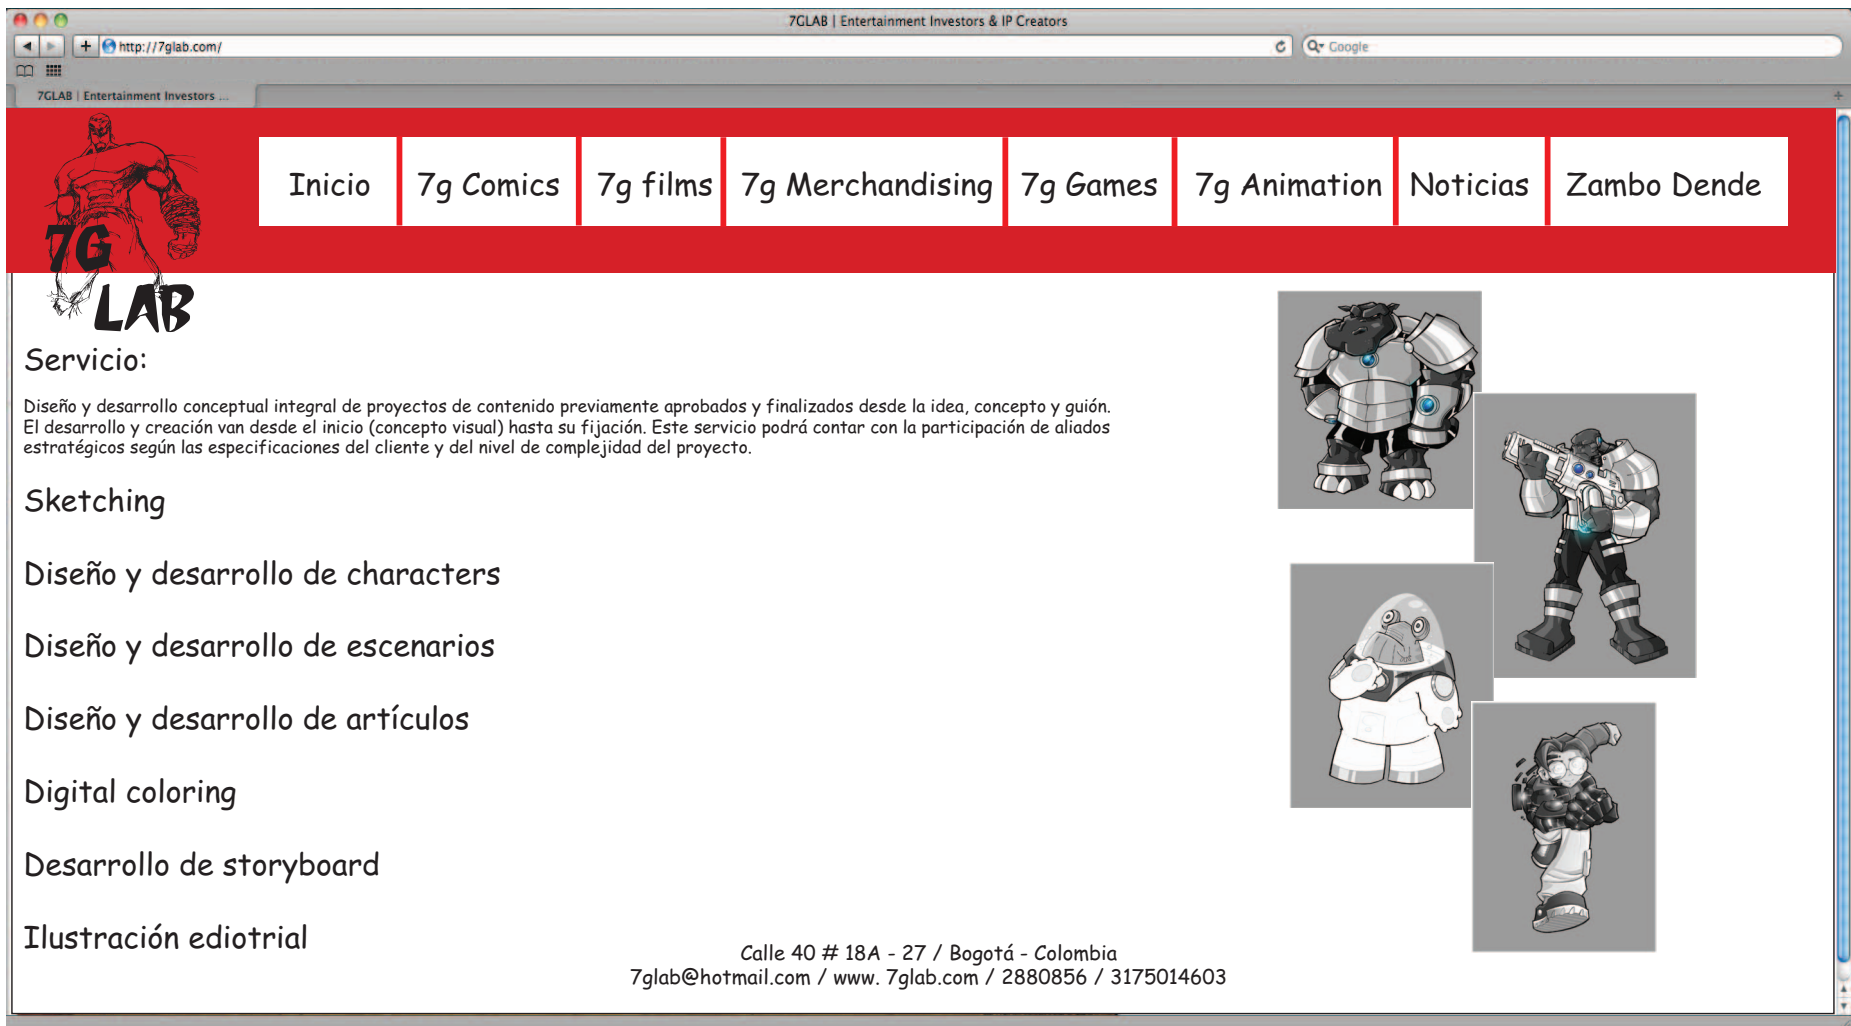 7GLAB | Entertainment Investors & IP Creators
http://7glab.com/
Google
7GLAB | Entertainment Investors ...
7G
LAB
Inicio
7g Comics
7g films
7g Merchandising
7g Games
7g Animation
Noticias
Zambo Dende
Servicio:
Diseño y desarrollo conceptual integral de proyectos de contenido previamente aprobados y finalizados desde la idea, concepto y guión.
El desarrollo y creación van desde el inicio (concepto visual) hasta su fijación. Este servicio podrá contar con la participación de aliados
estratégicos según las especificaciones del cliente y del nivel de complejidad del proyecto.
Sketching
Diseño y desarrollo de characters
Diseño y desarrollo de escenarios
Diseño y desarrollo de artículos
Digital coloring
Desarrollo de storyboard
Ilustración ediotrial
Calle 40 # 18A - 27 / Bogotá - Colombia
7glab@hotmail.com / www. 7glab.com / 2880856 / 3175014603